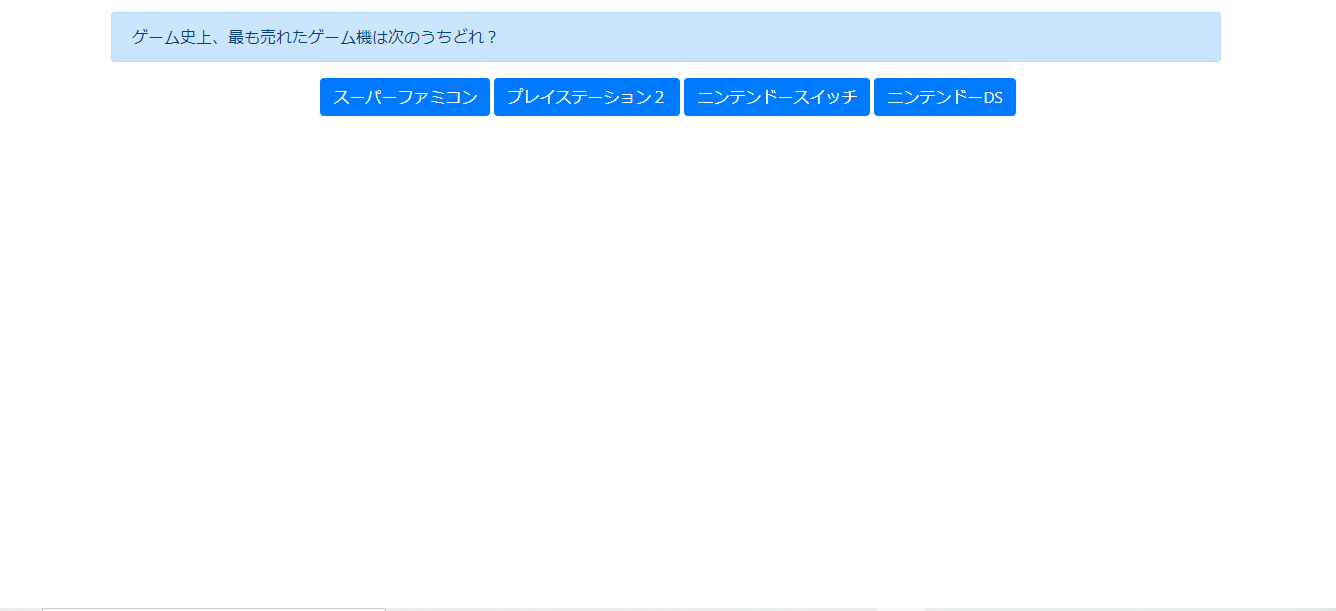 ゲーム史上、最も売れたゲーム機は次のうちどれ？
スーパーファミコン プレイステーション２ ニンテンドースイッチ ニンテンドーDS